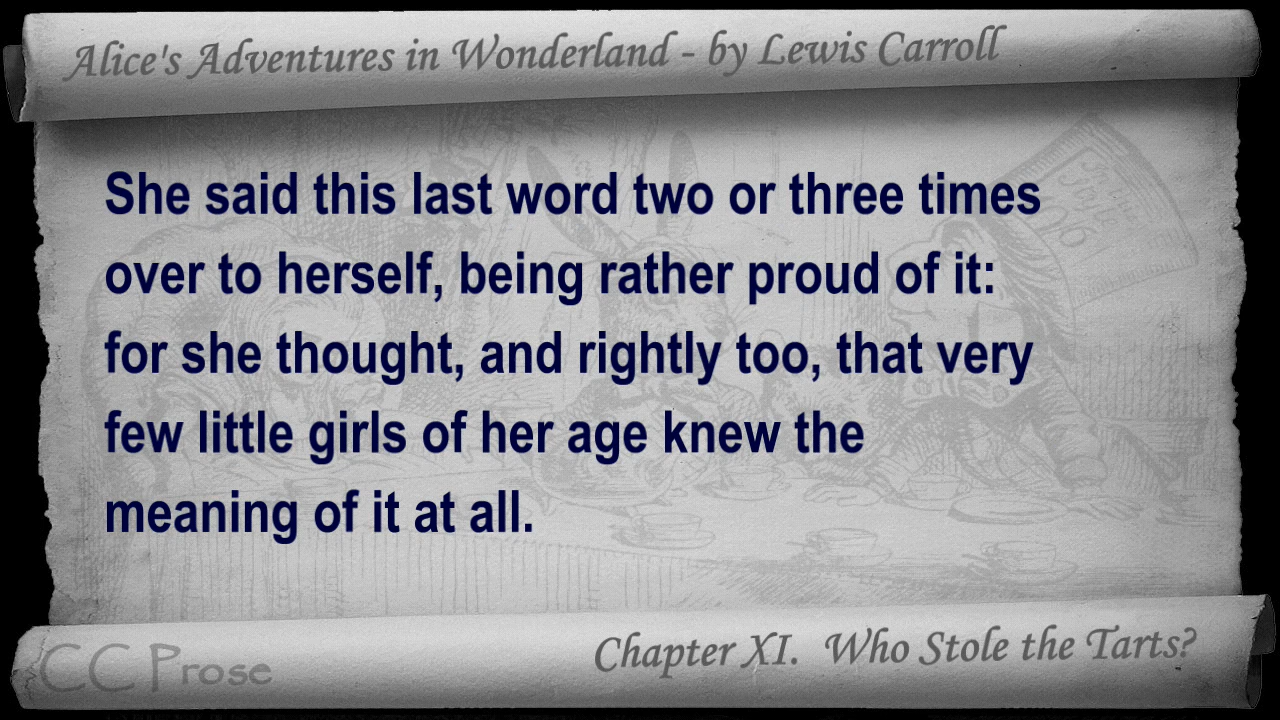 Alice's Adventures in Wonderland - by Lewis Carroll
She said this last word two or three times
over to herself, being rather proud of it:
for she thought, and rightly too, that very
few little girls of her age knew the
meaning of it at all.
CC Prose
Chapter XI. Who Stole the Tarts?